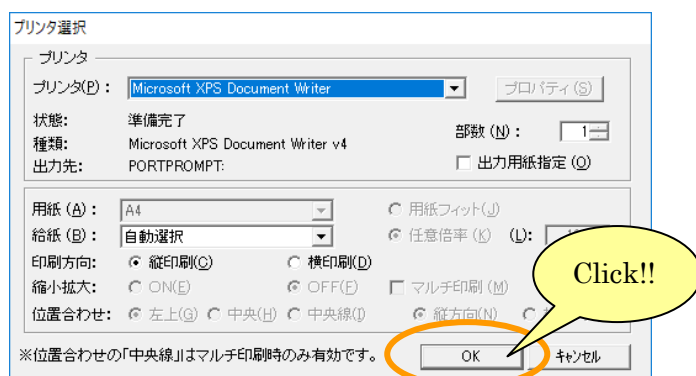 プリンタ選択
プリンタ
プリンタ(P): Microsoft XPS Document Writer プロパティ(S)
状態: 準備完了
部数(N): 1
種類: Microsoft XPS Document Writer v4
出力先: PORTPROMPT: 出力用紙指定(O)
用紙(A): A4 用紙フィット(J)
給紙(B): 自動選択 任意倍率(K) (L):
印刷方向: 縦印刷(C) 横印刷(D)
Click!!
縮小拡大: ON(E) OFF(F) マルチ印刷(M)
位置合わせ: 左上(G) 中央(H) 中央線(I) 縦方向(N)
※位置合わせの「中央線」はマルチ印刷時のみ有効です。 OK キャンセル